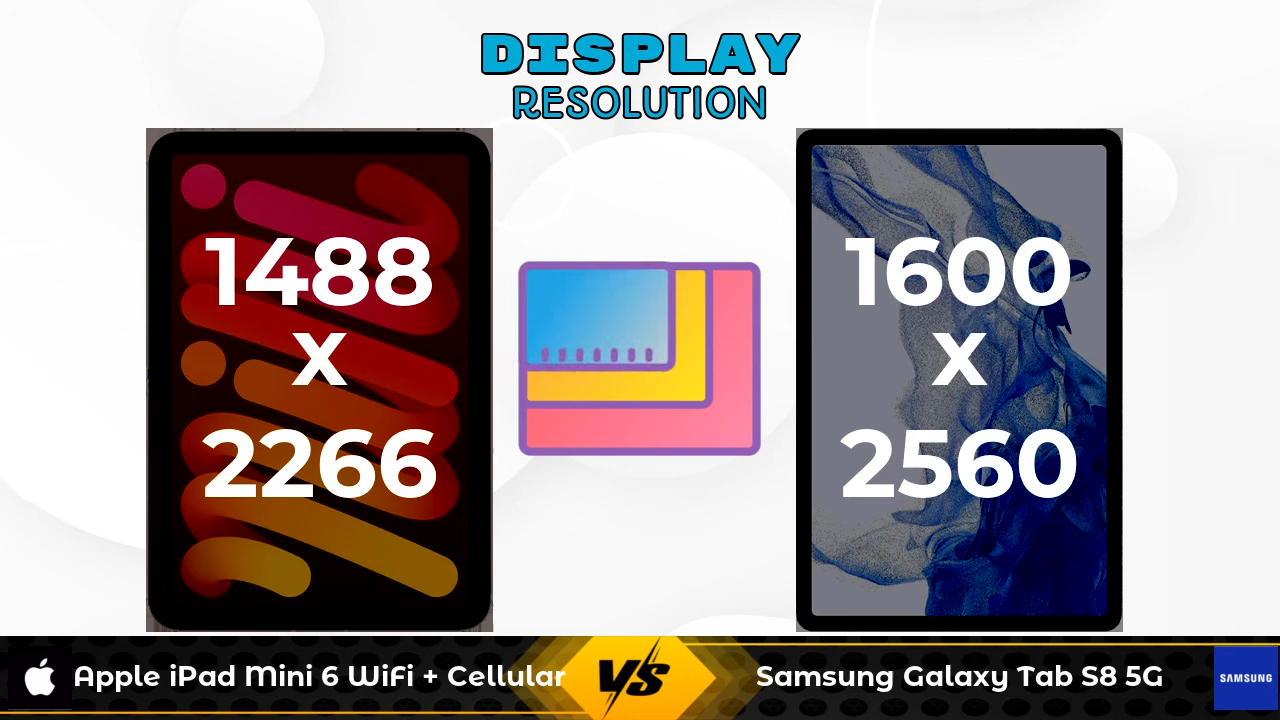 DISPLAY
RESOLUTION
1488
x
2266
1600
x
2560
Apple iPad Mini 6 WiFi + Cellular
VS
Samsung Galaxy Tab S8 5G
SAMSUNG